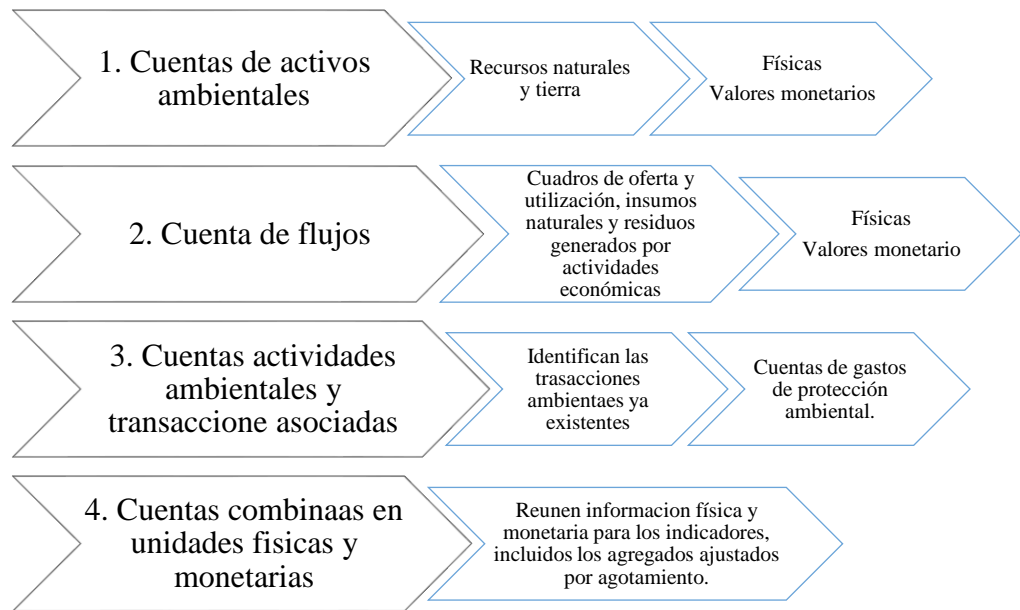 1. Cuentas de activos
ambientales
Recursos naturales
y tierra
Físicas
Valores monetarios
2. Cuenta de flujos
Cuadros de oferta y
utilización, insumos
naturales y residuos
generados por
actividades
económicas
Físicas
Valores monetario
3. Cuentas actividades
ambientales y
transaccione asociadas
Identifican las
trasacciones
ambientaes ya
existentes
Cuentas de gastos
de protección
ambiental.
4. Cuentas combinaas en
unidades fisicas y
monetarias
Reunen informacion física y
monetaria para los indicadores,
incluidos los agregados ajustados
por agotamiento.